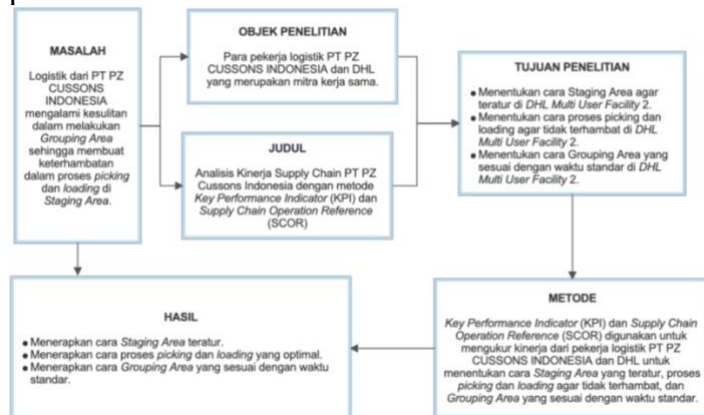 MASALAH
Logistik dari PT PZ
CUSSONS
INDONESIA
mengalami kesulitan
dalam melakukan
Grouping Area
sehingga membuat
keterhambatan
dalam proses picking
dan loading di
Staging Area.
OBJEK PENELITIAN
Para pekerja logistik PT PZ
CUSSONS INDONESIA dan DHL
yang merupakan mitra kerja sama.
JUDUL
Analisis Kinerja Supply Chain PT PZ
Cussons Indonesia dengan metode
Key Performance Indicator (KPI) dan
Supply Chain Operation Reference
(SCOR)
TUJUAN PENELITIAN
● Menentukan cara Staging Area agar
teratur di DHL Multi User Facility 2.
● Menentukan cara proses picking dan
loading agar tidak terhambat di DHL
Multi User Facility 2.
● Menentukan cara Grouping Area yang
sesuai dengan waktu standar di DHL
Multi User Facility 2.
METODE
Key Performance Indicator (KPI) dan Supply Chain
Operation Reference (SCOR) digunakan untuk
mengukur kinerja dari pekerja logistik PT PZ
CUSSONS INDONESIA dan DHL untuk
menentukan cara Staging Area yang teratur, proses
picking dan loading agar tidak terhambat, dan
Grouping Area yang sesuai dengan waktu standar.
HASIL
● Menerapkan cara Staging Area teratur.
● Menerapkan cara proses picking dan loading yang optimal.
● Menerapkan cara Grouping Area yang sesuai dengan waktu
standar.